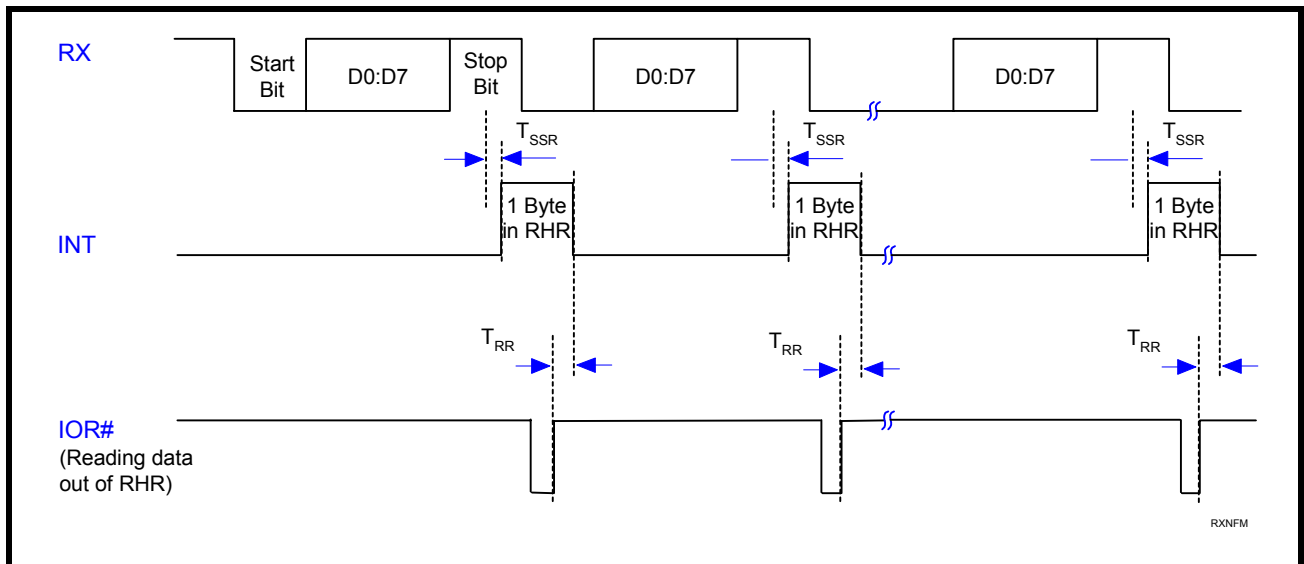 RX
Start
Bit
D0:D7
Stop
Bit
D0:D7
D0:D7
TSSR
TSSR
TSSR
INT
1 Byte
in RHR
1 Byte
in RHR
1 Byte
in RHR
TRR
TRR
TRR
IOR#
(Reading data
out of RHR)
RXNFM